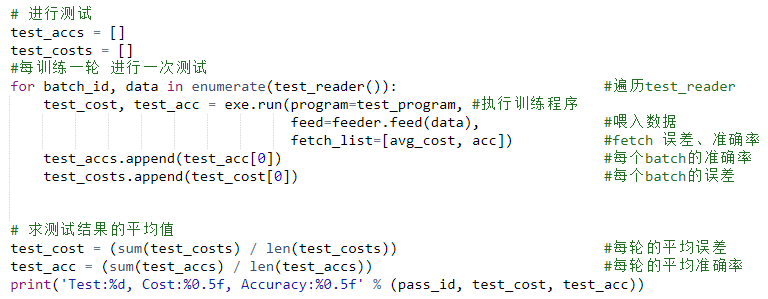 # 进行测试
test_accs = []
test_costs = []
#每训练一轮 进行一次测试
for batch_id, data in enumerate(test_reader()): #遍历test_reader
    test_cost, test_acc = exe.run(program=test_program, #执行训练程序
                                  feed=feeder.feed(data), #喂入数据
                                  fetch_list=[avg_cost, acc]) #fetch 误差、准确率
    test_accs.append(test_acc[0]) #每个batch的准确率
    test_costs.append(test_cost[0]) #每个batch的误差
# 求测试结果的平均值
test_cost = (sum(test_costs) / len(test_costs)) #每轮的平均误差
test_acc = (sum(test_accs) / len(test_accs)) #每轮的平均准确率
print('Test:%d, Cost:%0.5f, Accuracy:%0.5f' % (pass_id, test_cost, test_acc))